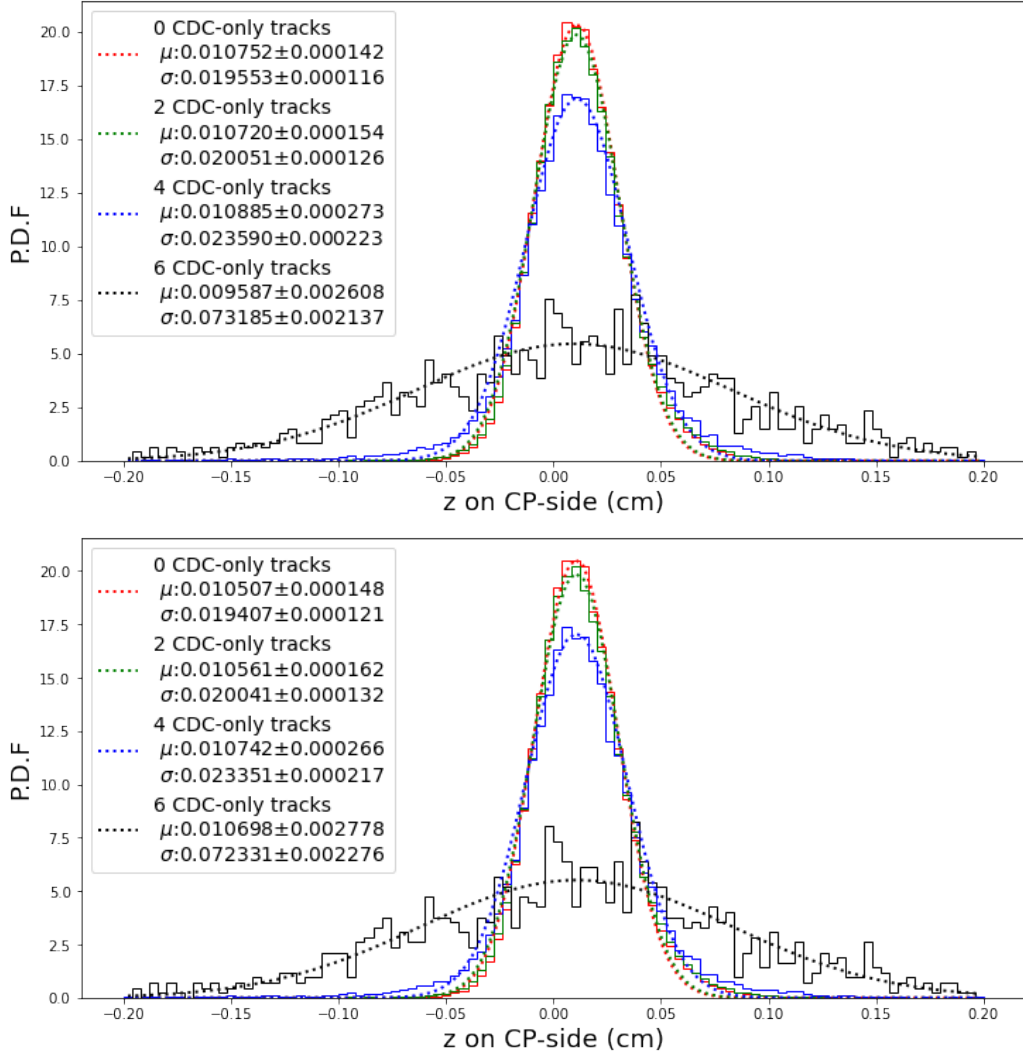 20.0
17.5
15.0
12.5
10.0
7.5
5.0
2.5
0.0
P.D.F
0 CDC-only tracks
μ:0.010752±0.000142
σ:0.019553±0.000116
2 CDC-only tracks
μ:0.010720±0.000154
σ:0.020051±0.000126
4 CDC-only tracks
μ:0.010885±0.000273
σ:0.023590±0.000223
6 CDC-only tracks
μ:0.009587±0.002608
σ:0.073185±0.002137
−0.20 −0.15 −0.10 −0.05 0.00 0.05 0.10 0.15 0.20
z on CP-side (cm)
20.0
17.5
15.0
12.5
10.0
7.5
5.0
2.5
0.0
P.D.F
0 CDC-only tracks
μ:0.010507±0.000148
σ:0.019407±0.000121
2 CDC-only tracks
μ:0.010561±0.000162
σ:0.020041±0.000132
4 CDC-only tracks
μ:0.010742±0.000266
σ:0.023351±0.000217
6 CDC-only tracks
μ:0.010698±0.002778
σ:0.072331±0.002276
−0.20 −0.15 −0.10 −0.05 0.00 0.05 0.10 0.15 0.20
z on CP-side (cm)